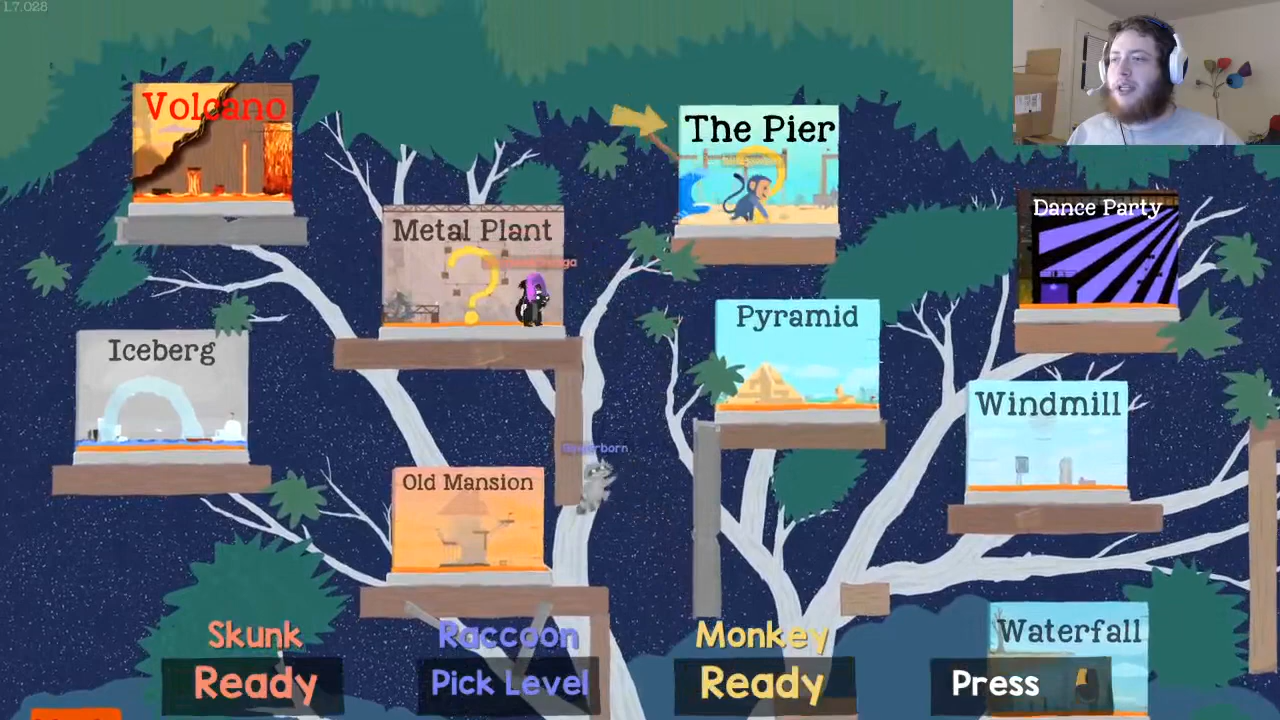 1.7.028
Volcano
The Pier
Dance Party
Metal Plant
Pyramid
Iceberg
Windmill
Old Mansion
Waterfall
Skunk
Raccoon
Monkey
Ready
Pick Level
Ready
Press